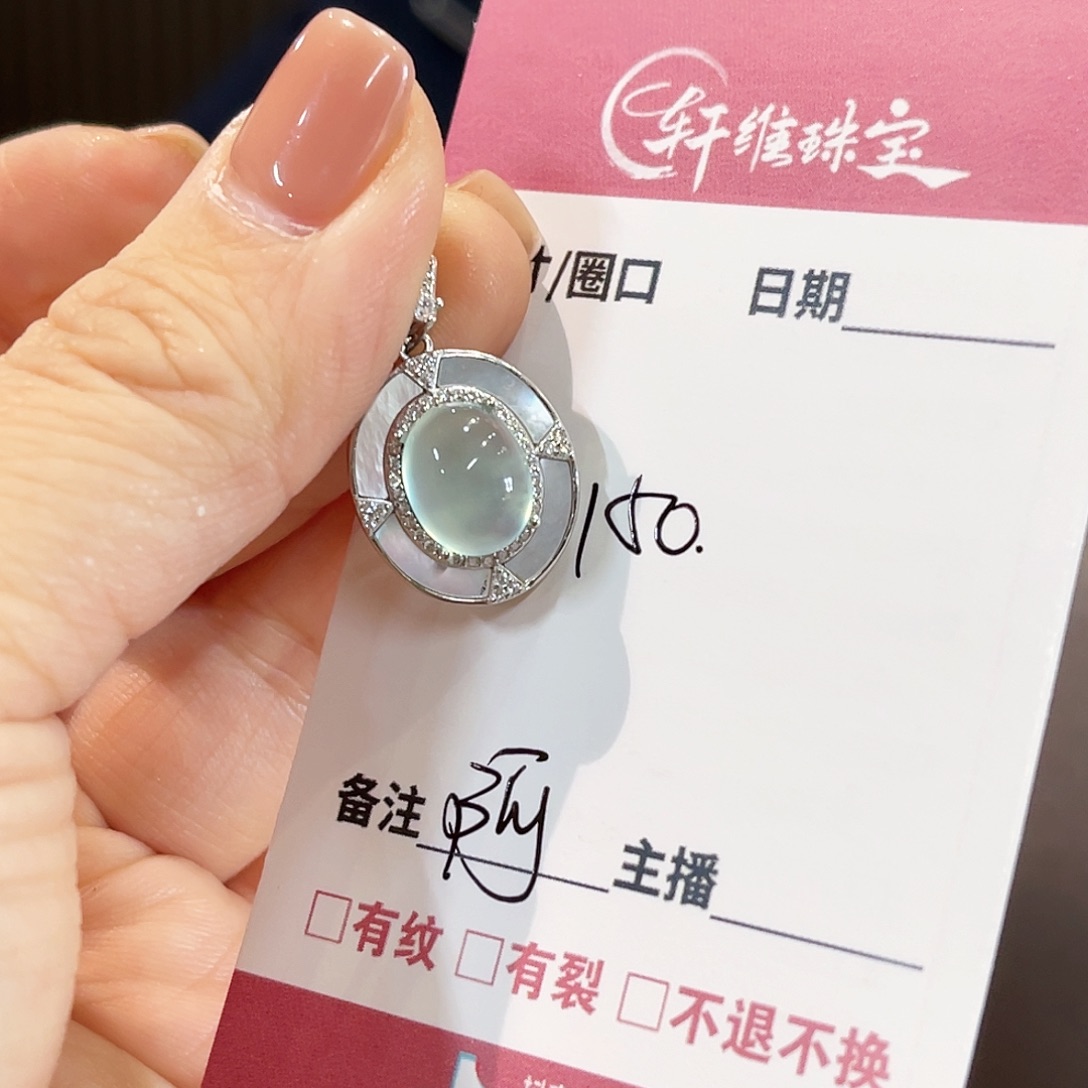 轩维珠宝
/圈口 日期
150.
备注 主播
□有纹 □有裂 □不退不换